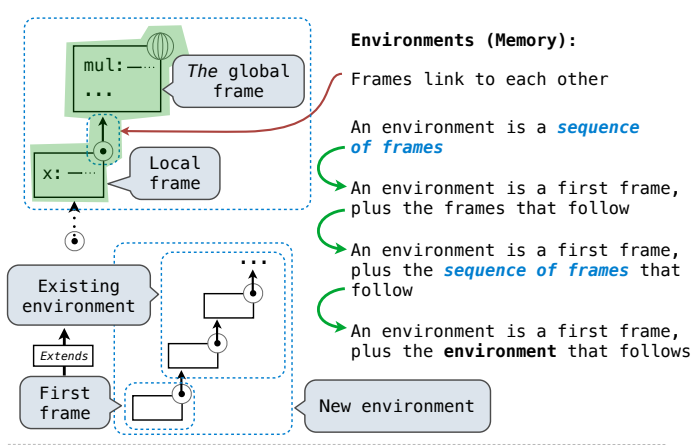 mul:
...
The global
frame
x:
Local
frame
Existing
environment
...
Extends
First
frame
New environment
Environments (Memory):
Frames link to each other
An environment is a sequence
of frames
An environment is a first frame,
plus the frames that follow
An environment is a first frame,
plus the sequence of frames that
follow
An environment is a first frame,
plus the environment that follows